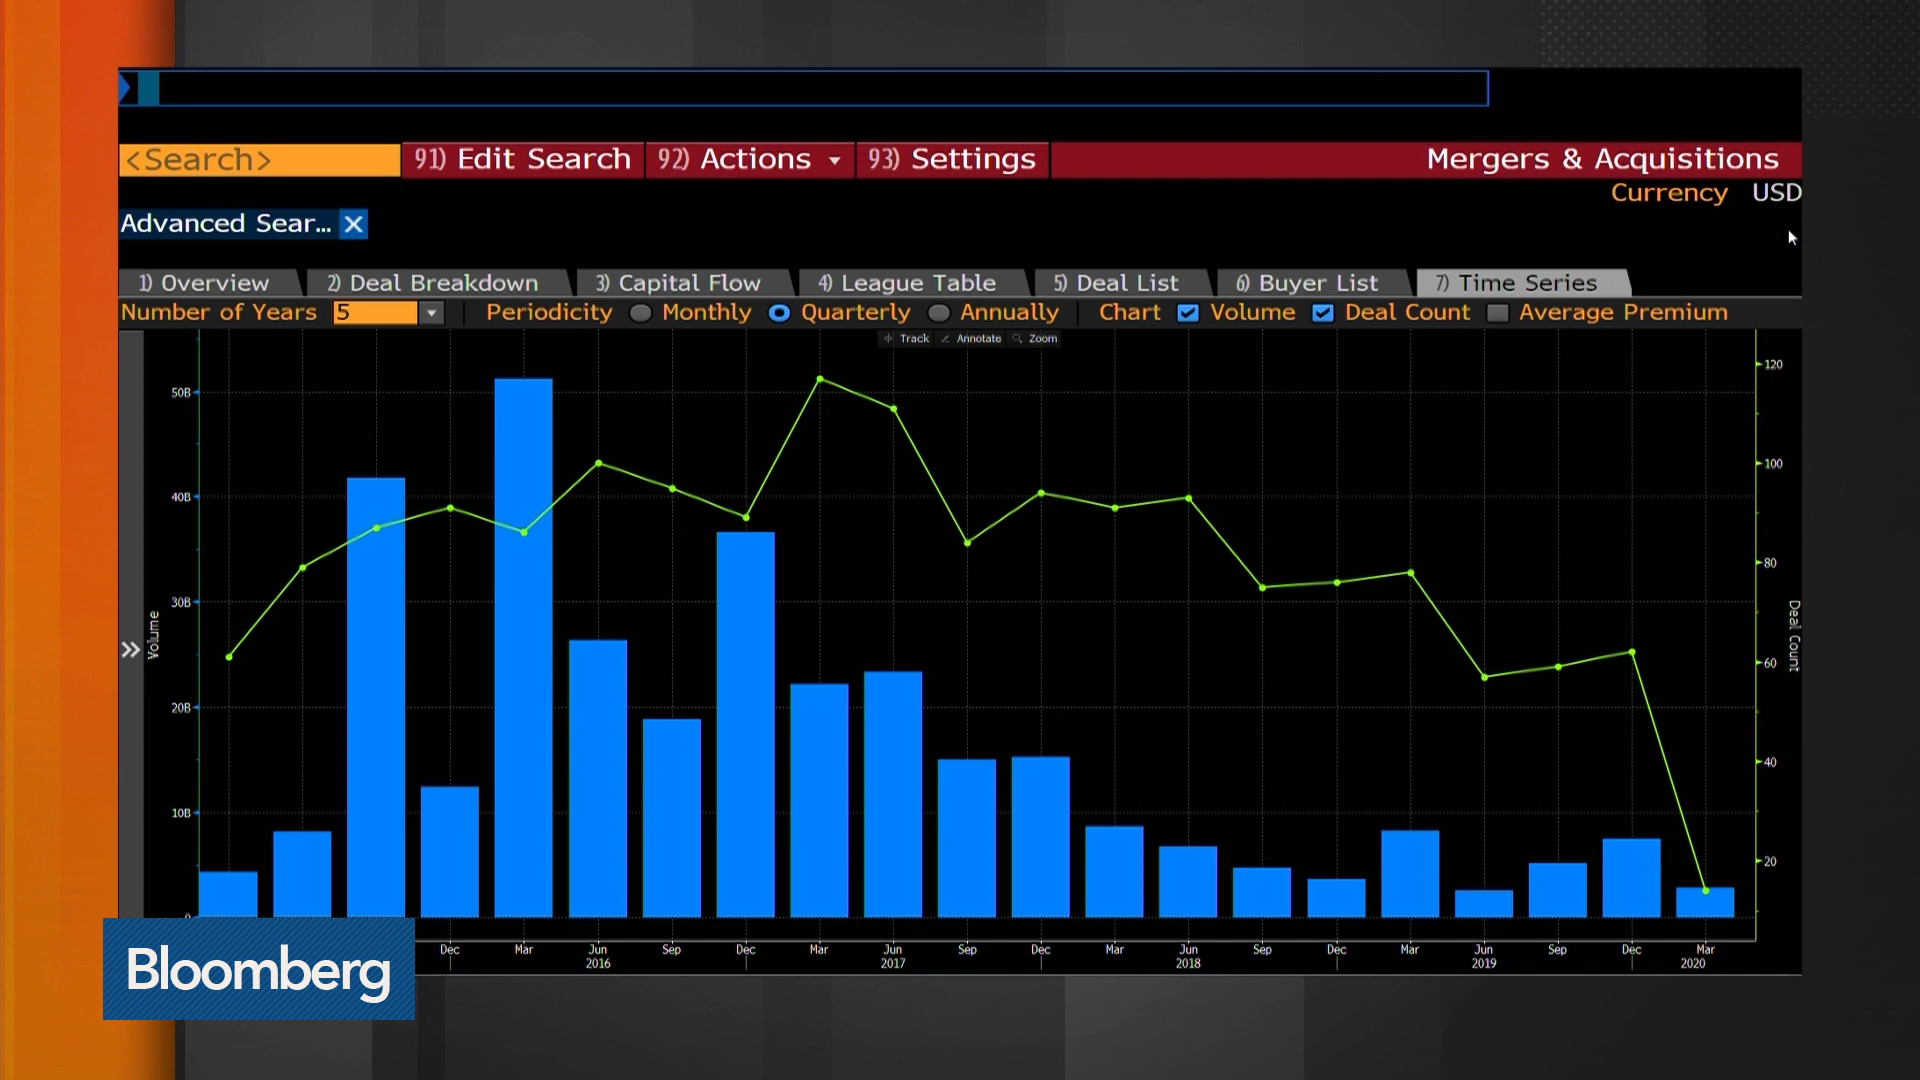 <Search> 91) Edit Search 92) Actions 93) Settings Mergers & Acquisitions
Currency USD
Advanced Sear...
1) Overview 2) Deal Breakdown 3) Capital Flow 4) League Table 5) Deal List 6) Buyer List 7) Time Series
Number of Years 5 Periodicity Monthly Quarterly Annually Chart Volume Deal Count Average Premium
Track Annotate Zoom
50B
40B
30B
20B
10B
0
Volume
120
100
80
60
40
20
Deal Count
Dec Mar Jun Sep Dec Mar Jun Sep Dec Mar Jun Sep Dec Mar Jun Sep Dec Mar
2016 2017 2018 2019 2020
Bloomberg